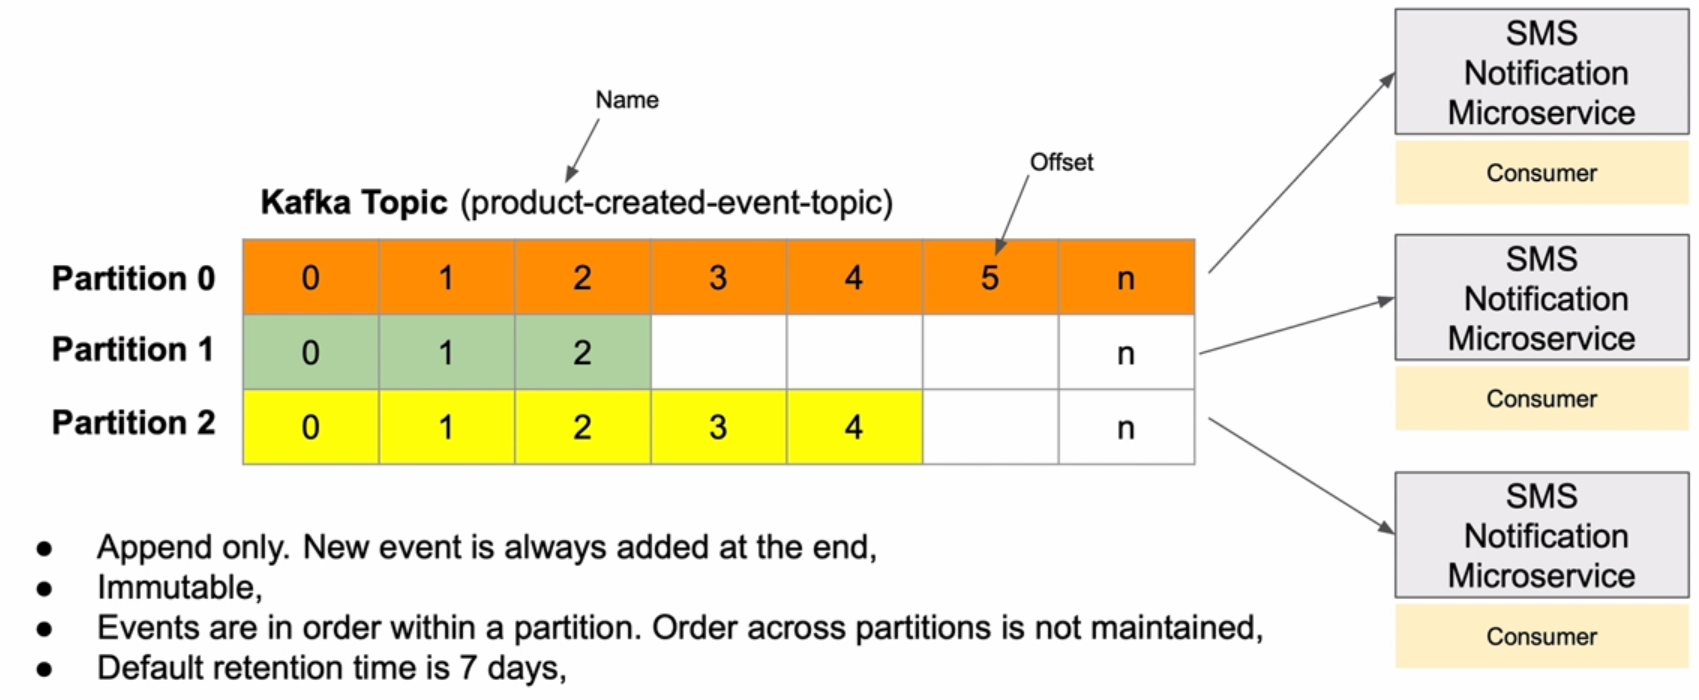 Name
Offset
Kafka Topic (product-created-event-topic)
Partition 0 0 1 2 3 4 5 n
Partition 1 0 1 2 n
Partition 2 0 1 2 3 4 n
SMS
Notification
Microservice
Consumer
SMS
Notification
Microservice
Consumer
SMS
Notification
Microservice
Consumer
● Append only. New event is always added at the end,
● Immutable,
● Events are in order within a partition. Order across partitions is not maintained,
● Default retention time is 7 days,